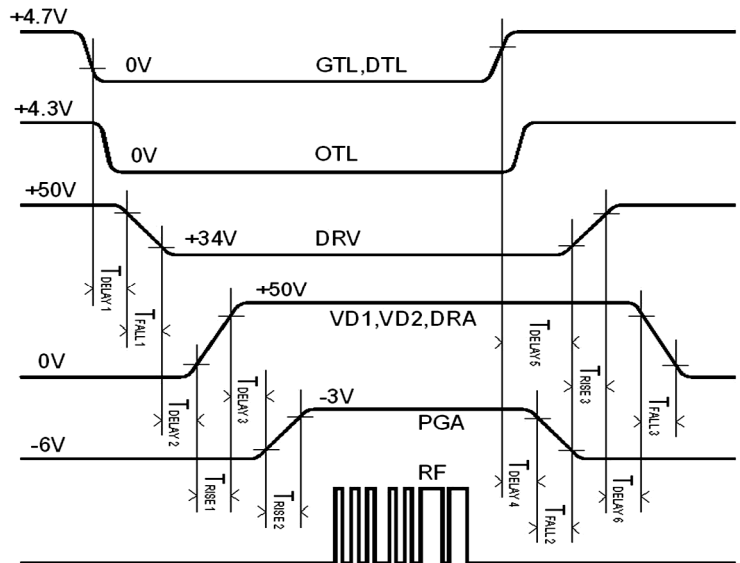 +4.7V
0V
GTL,DTL
+4.3V
0V
OTL
+50V
+34V
DRV
TDELAY1
TFALL1
+50V
VD1,VD2,DRA
0V
TDELAY2
TDELAY3
TDELAY5
TRISE3
TFALL3
-3V
PGA
-6V
TRISE1
TRISE2
RF
TDELAY4
TFALL2
TDELAY6